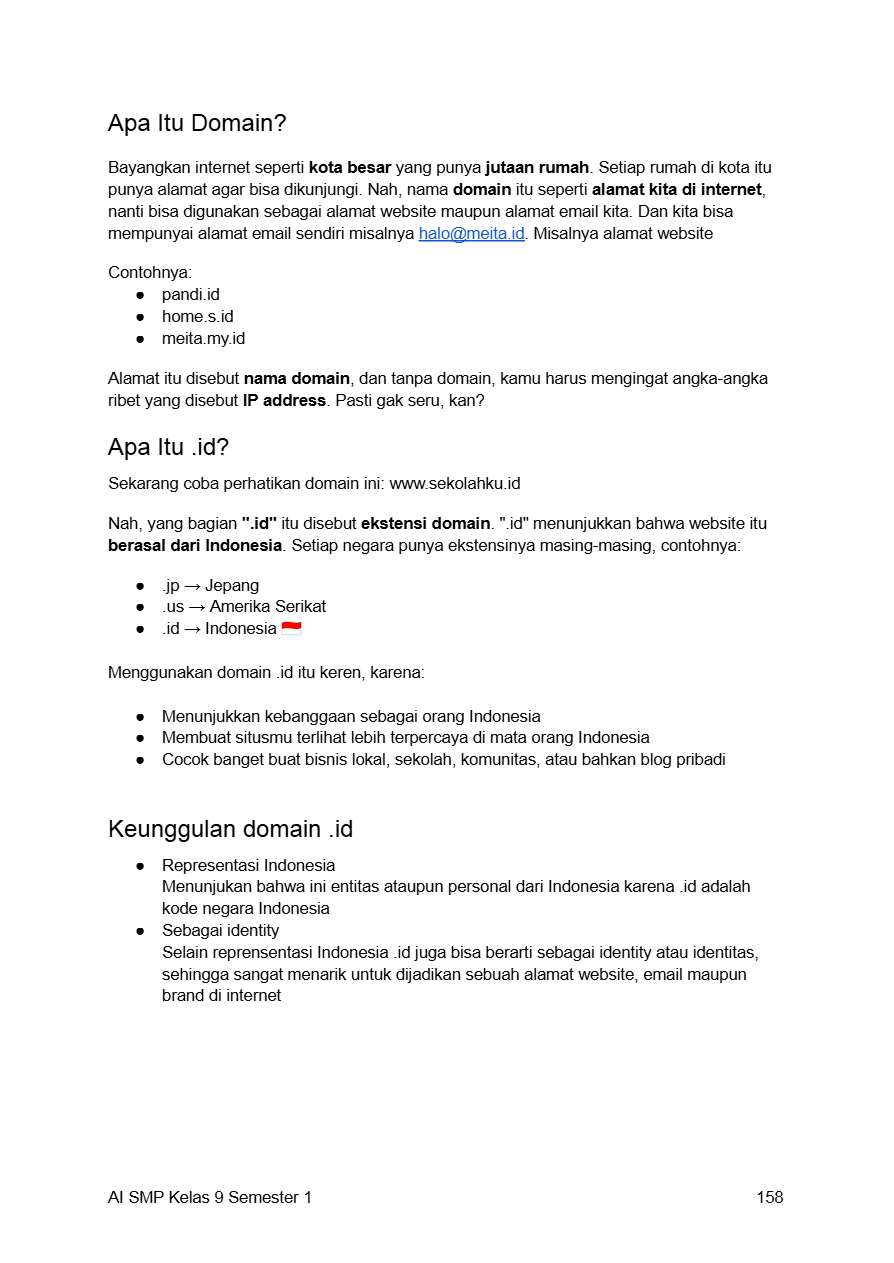 Apa Itu Domain?
Bayangkan internet seperti kota besar yang punya jutaan rumah. Setiap rumah di kota itu
punya alamat agar bisa dikunjungi. Nah, nama domain itu seperti alamat kita di internet,
nanti bisa digunakan sebagai alamat website maupun alamat email kita. Dan kita bisa
mempunyai alamat email sendiri misalnya halo@meita.id. Misalnya alamat website
Contohnya:
● pandi.id
● home.s.id
● meita.my.id
Alamat itu disebut nama domain, dan tanpa domain, kamu harus mengingat angka-angka
ribet yang disebut IP address. Pasti gak seru, kan?
Apa Itu .id?
Sekarang coba perhatikan domain ini: www.sekolahku.id
Nah, yang bagian ".id" itu disebut ekstensi domain. ".id" menunjukkan bahwa website itu
berasal dari Indonesia. Setiap negara punya ekstensinya masing-masing, contohnya:
● .jp → Jepang
● .us → Amerika Serikat
● .id → Indonesia 🇮🇩
Menggunakan domain .id itu keren, karena:
● Menunjukkan kebanggaan sebagai orang Indonesia
● Membuat situsmu terlihat lebih terpercaya di mata orang Indonesia
● Cocok banget buat bisnis lokal, sekolah, komunitas, atau bahkan blog pribadi
Keunggulan domain .id
● Representasi Indonesia
Menunjukan bahwa ini entitas ataupun personal dari Indonesia karena .id adalah
kode negara Indonesia
● Sebagai identity
Selain reprensentasi Indonesia .id juga bisa berarti sebagai identity atau identitas,
sehingga sangat menarik untuk dijadikan sebuah alamat website, email maupun
brand di internet
AI SMP Kelas 9 Semester 1 158